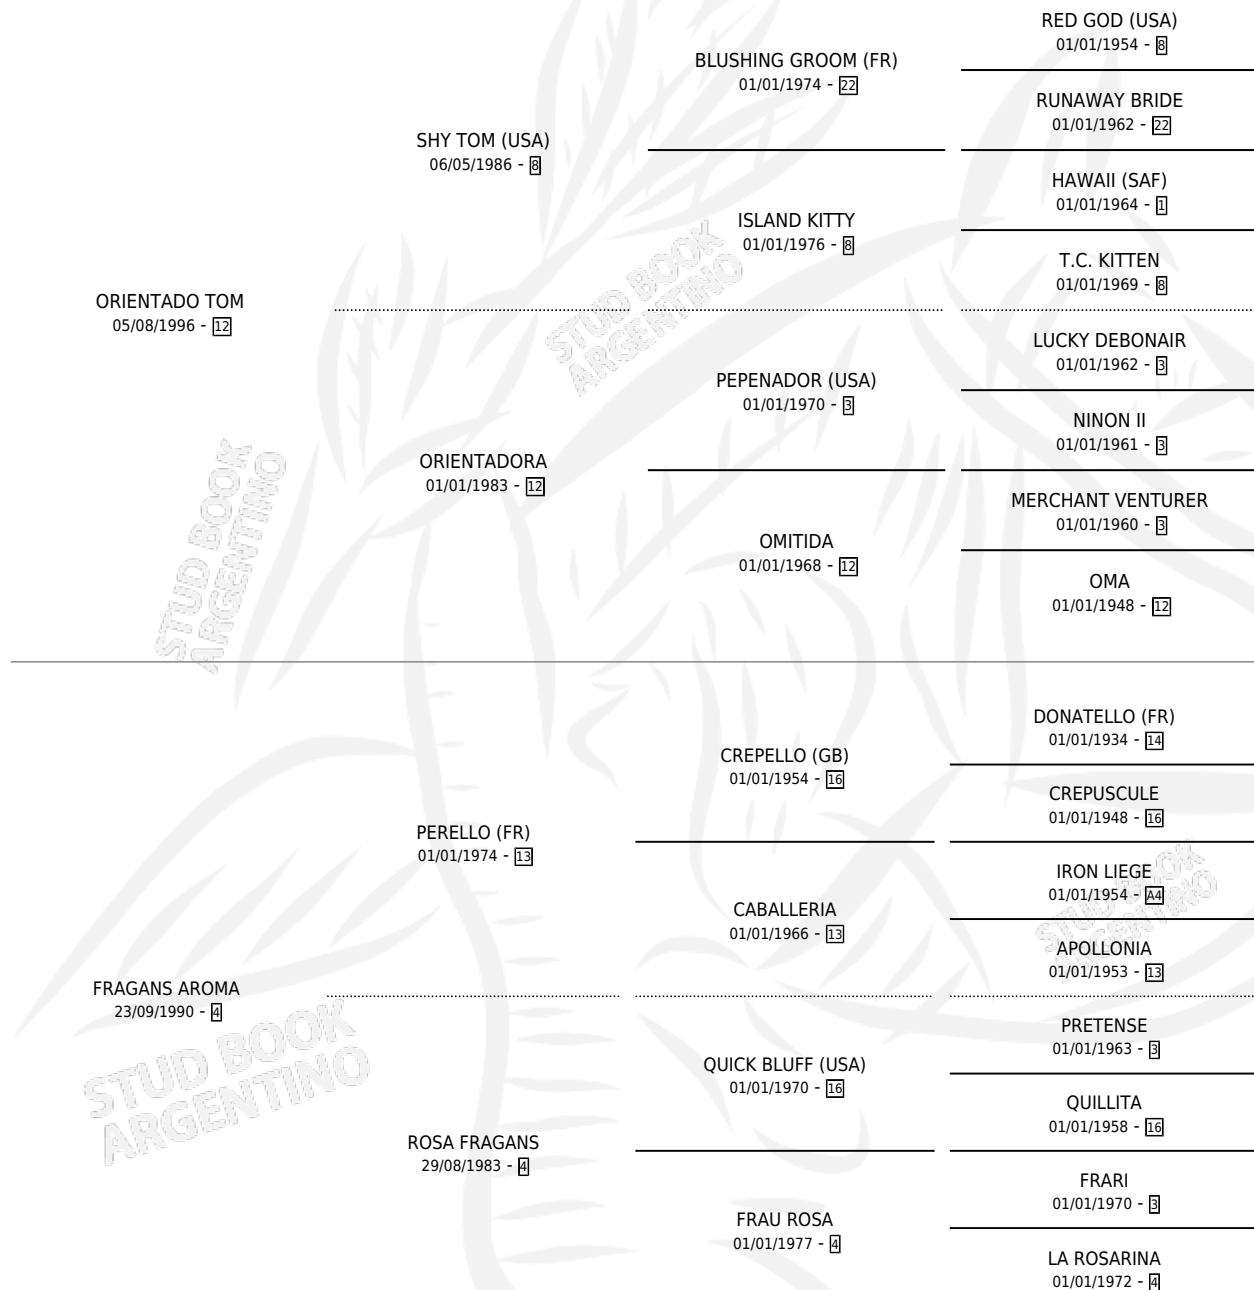 RED GOD (USA)
01/01/1954 - 8
BLUSHING GROOM (FR)
01/01/1974 - 22
RUNAWAY BRIDE
01/01/1962 - 22
SHY TOM (USA)
06/05/1986 - 8
HAWAII (SAF)
01/01/1964 - 1
ISLAND KITTY
01/01/1976 - 8
T.C. KITTEN
01/01/1969 - 8
ORIENTADO TOM
05/08/1996 - 12
STUD BOOK
ARGENTINO
LUCKY DEBONAIR
01/01/1962 - 3
PEPENADOR (USA)
01/01/1970 - 3
NINON II
01/01/1961 - 3
ORIENTADORA
01/01/1983 - 12
MERCHANT VENTURER
01/01/1960 - 3
OMITIDA
01/01/1968 - 12
OMA
01/01/1948 - 12
STUD BOOK
ARGENTINO
DONATELLO (FR)
01/01/1934 - 14
CREPELLO (GB)
01/01/1954 - 16
CREPUSCULE
01/01/1948 - 16
PERELLO (FR)
01/01/1974 - 13
IRON LIEGE
01/01/1954 - A4
CABALLERIA
01/01/1966 - 13
APOLLONIA
01/01/1953 - 13
STUD BOOK
ARGENTINO
FRAGANS AROMA
23/09/1990 - 4
STUD BOOK
ARGENTINO
PRETENSE
01/01/1963 - 3
QUICK BLUFF (USA)
01/01/1970 - 16
QUILLITA
01/01/1958 - 16
ROSA FRAGANS
29/08/1983 - 4
FRARI
01/01/1970 - 3
FRAU ROSA
01/01/1977 - 4
LA ROSARINA
01/01/1972 - 4